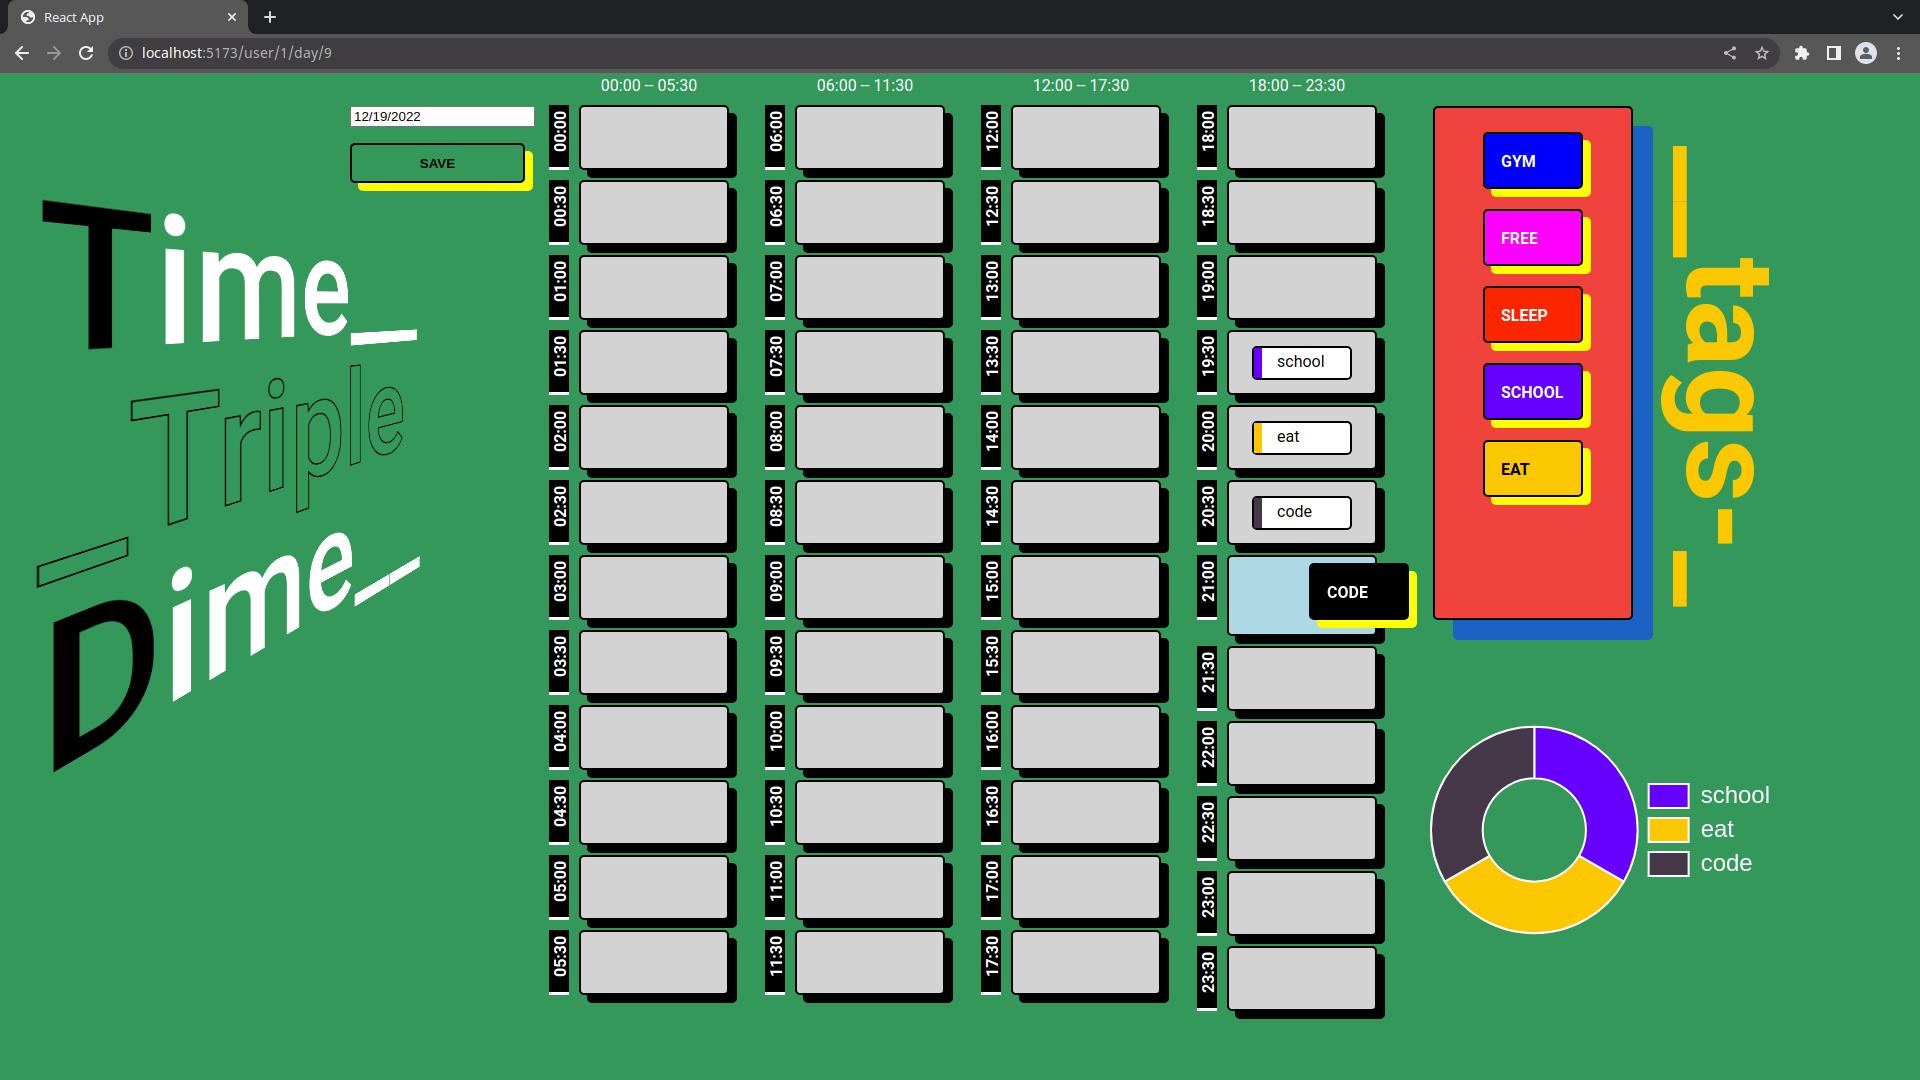 React App
localhost:5173/user/1/day/9
12/19/2022
SAVE
Time_
Triple
_
Dime_
00:00 – 05:30
00:00
00:30
01:00
01:30
02:00
02:30
03:00
03:30
04:00
04:30
05:00
05:30
06:00 – 11:30
06:00
06:30
07:00
07:30
08:00
08:30
09:00
09:30
10:00
10:30
11:00
11:30
12:00 – 17:30
12:00
12:30
13:00
13:30
14:00
14:30
15:00
15:30
16:00
16:30
17:00
17:30
18:00 – 23:30
18:00
18:30
19:00
19:30 school
20:00 eat
20:30 code
21:00 CODE
21:30
22:00
22:30
23:00
23:30
GYM
FREE
SLEEP
SCHOOL
EAT
__tags-_
school
eat
code